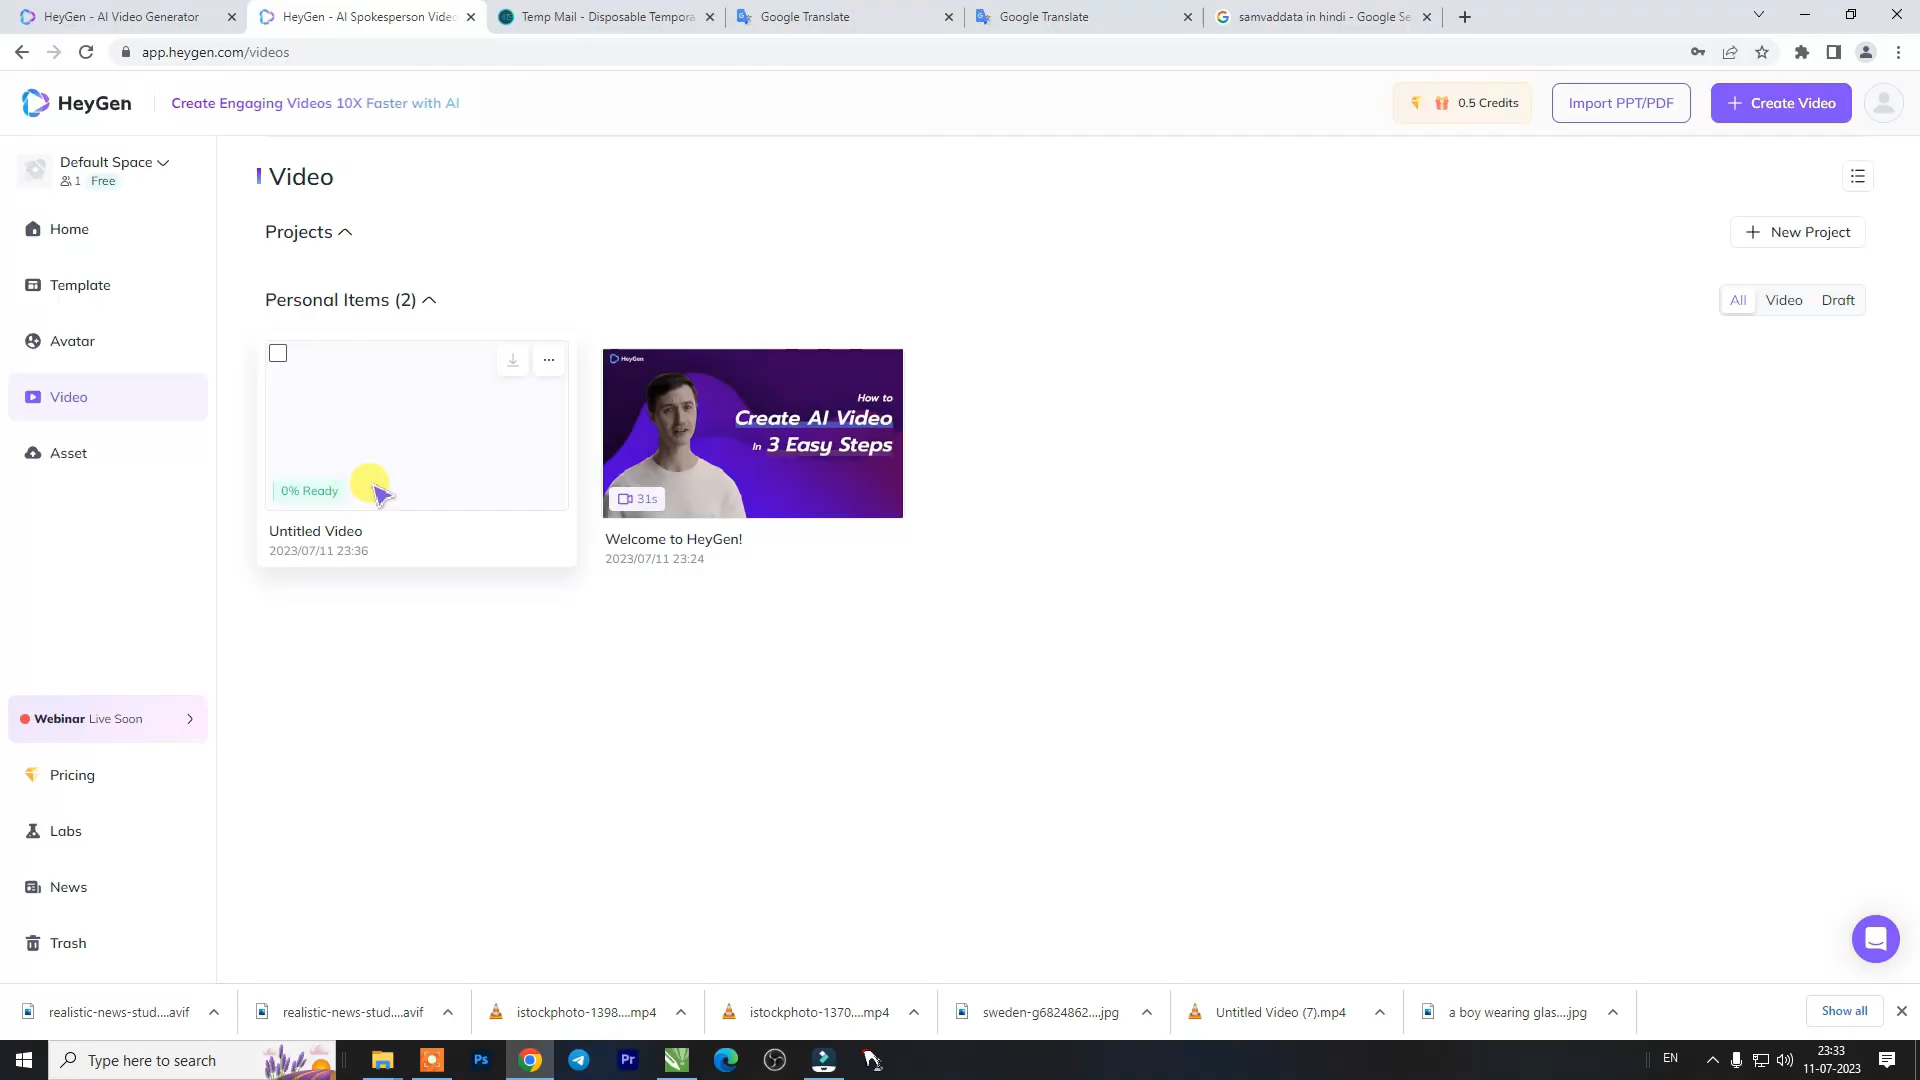 HeyGen - AI Video Generator
HeyGen - AI Spokesperson Video
Temp Mail - Disposable Tempora
Google Translate
Google Translate
samvaddata in hindi - Google Se
app.heygen.com/videos
HeyGen
Create Engaging Videos 10X Faster with AI
0.5 Credits
Import PPT/PDF
+ Create Video
Default Space
1 Free
Home
Template
Avatar
Video
Asset
Webinar Live Soon
Pricing
Labs
News
Trash
Video
Projects
+ New Project
Personal Items (2)
All Video Draft
0% Ready
Untitled Video
2023/07/11 23:36
HeyGen
How to
Create AI Video
In 3 Easy Steps
31s
Welcome to HeyGen!
2023/07/11 23:24
realistic-news-stud....avif
realistic-news-stud....avif
istockphoto-1398....mp4
istockphoto-1370....mp4
sweden-g6824862....jpg
Untitled Video (7).mp4
a boy wearing glas....jpg
Show all
Type here to search
Ps
Pr
EN
23:33
11-07-2023